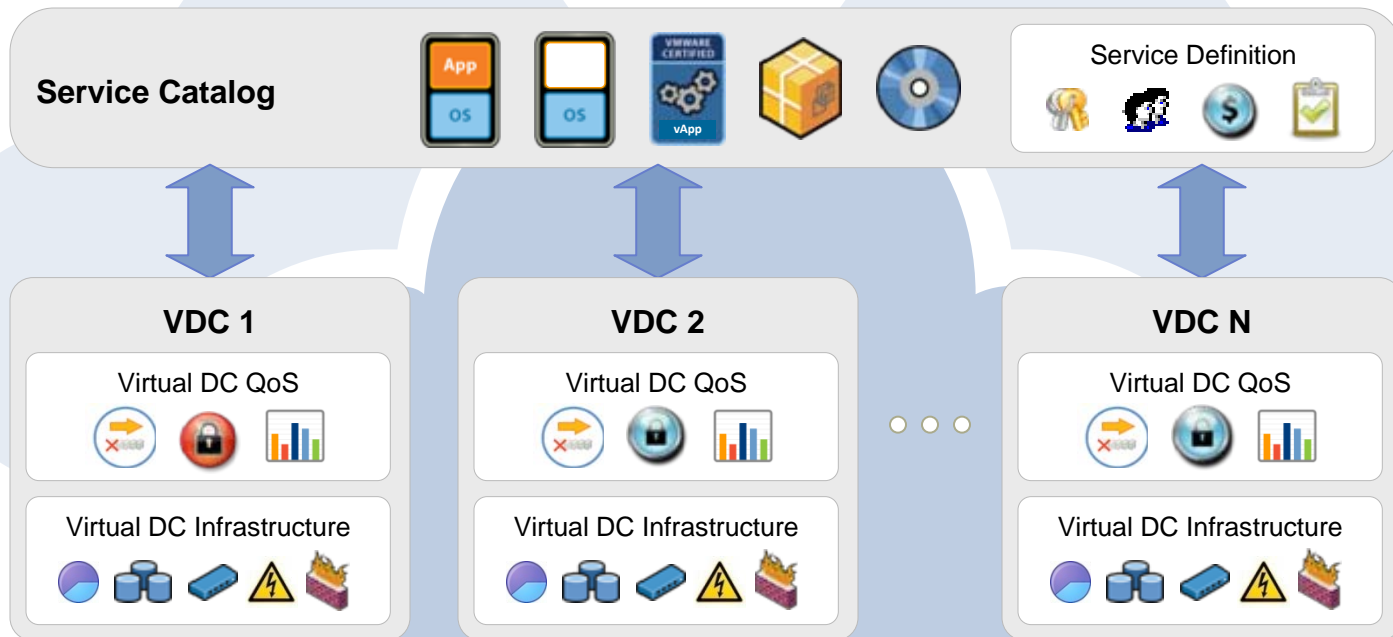 Service Catalog
App
OS
OS
VMWARE
CERTIFIED
vApp
Service Definition
$
VDC 1
Virtual DC QoS
Virtual DC Infrastructure
VDC 2
Virtual DC QoS
Virtual DC Infrastructure
VDC N
Virtual DC QoS
Virtual DC Infrastructure